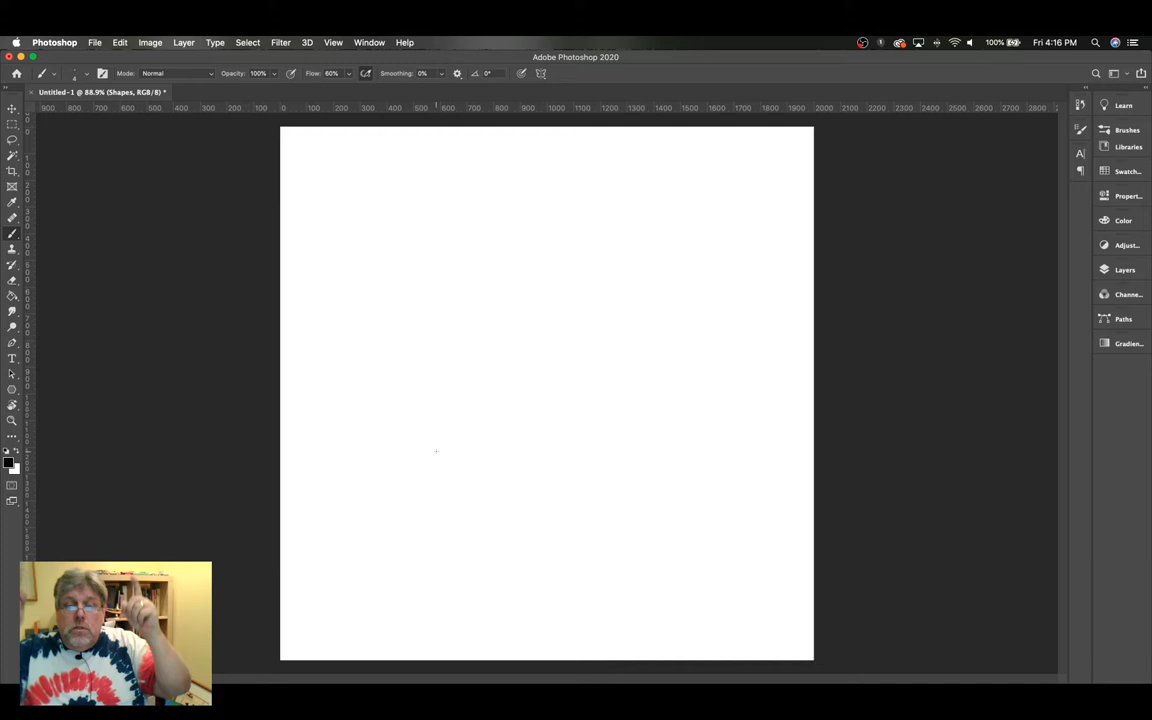 Photoshop File Edit Image Layer Type Select Filter 3D View Window Help 100% Fri 4:16 PM
Adobe Photoshop 2020
4 Mode: Normal Opacity: 100% Flow: 60% Smoothing: 0% 0°
× Untitled-1 @ 88.9% (Shapes, RGB/8) *
900 800 700 600 500 400 300 200 100 0 100 200 300 400 500 600 700 800 900 1000 1100 1200 1300 1400 1500 1600 1700 1800 1900 2000 2100 2200 2300 2400 2500 2600 2700 2800
Learn
Brushes
Libraries
Swatch...
Propert...
Color
Adjust...
Layers
Channe...
Paths
Gradien...